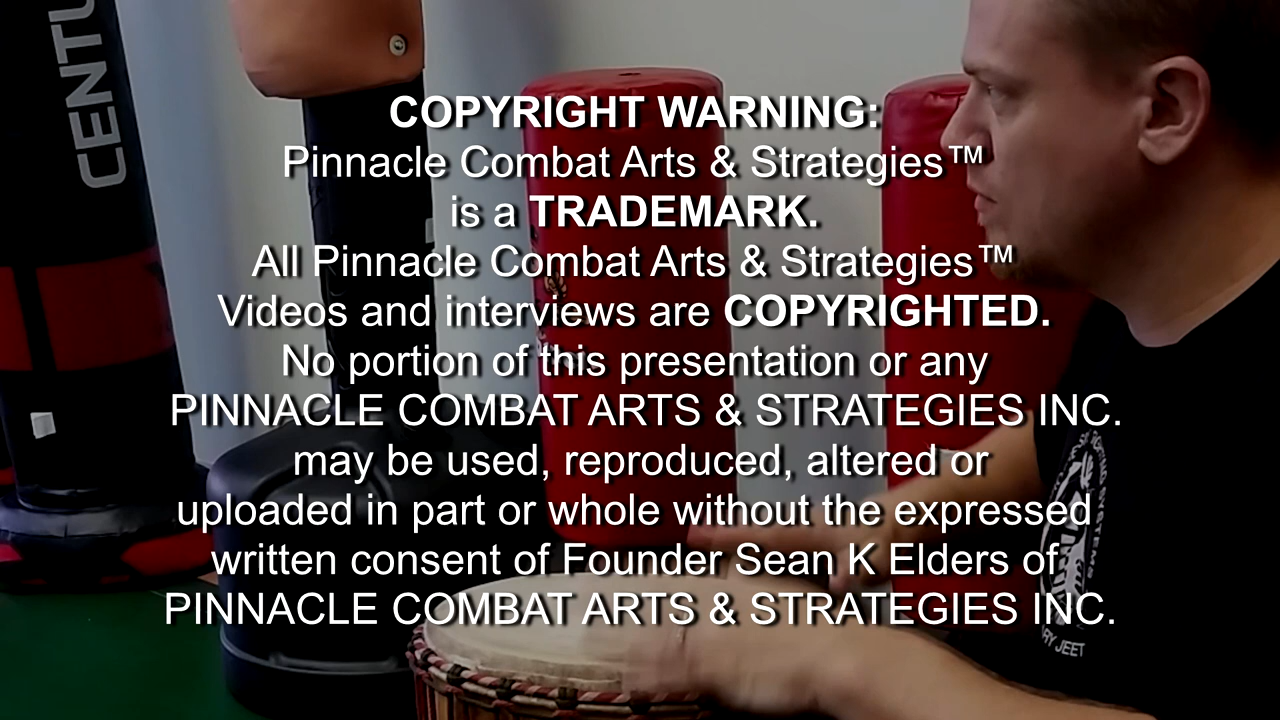 CENTU
COPYRIGHT WARNING:
Pinnacle Combat Arts & Strategies™
is a TRADEMARK.
All Pinnacle Combat Arts & Strategies™
Videos and interviews are COPYRIGHTED.
No portion of this presentation or any
PINNACLE COMBAT ARTS & STRATEGIES INC.
may be used, reproduced, altered or
uploaded in part or whole without the expressed
written consent of Founder Sean K Elders of
PINNACLE COMBAT ARTS & STRATEGIES INC.
JEET